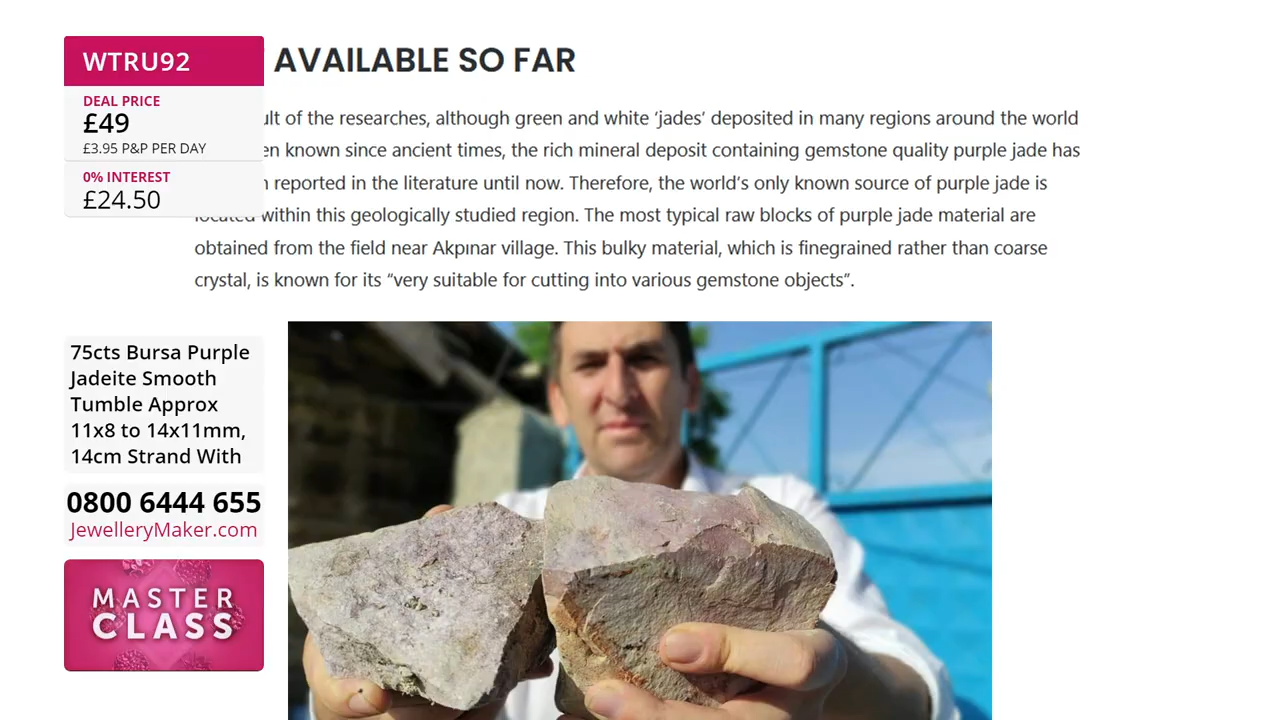 WTRU92
DEAL PRICE
£49
£3.95 P&P PER DAY
0% INTEREST
£24.50
75cts Bursa Purple
Jadeite Smooth
Tumble Approx
11x8 to 14x11mm,
14cm Strand With
0800 6444 655
JewelleryMaker.com
MASTER
CLASS
AVAILABLE SO FAR
of the researches, although green and white ‘jades’ deposited in many regions around the world
known since ancient times, the rich mineral deposit containing gemstone quality purple jade has
reported in the literature until now. Therefore, the world’s only known source of purple jade is
located within this geologically studied region. The most typical raw blocks of purple jade material are
obtained from the field near Akpınar village. This bulky material, which is finegrained rather than coarse
crystal, is known for its “very suitable for cutting into various gemstone objects”.